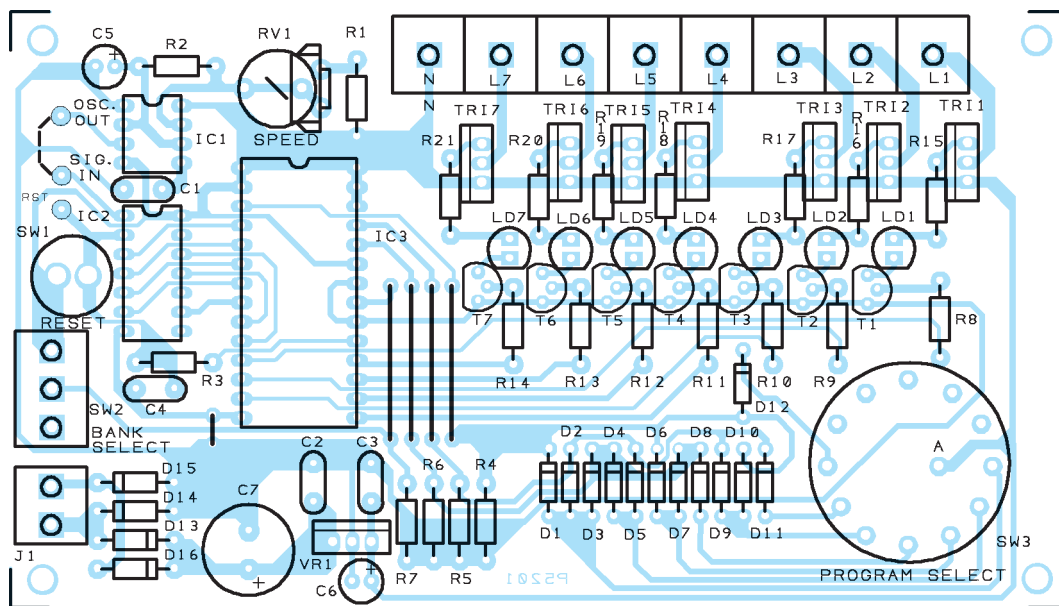 C5
R2
RV1
R1
N
L7
L6
L5
L4
L3
L2
L1
N
OSC.
OUT
IC1
SPEED
R21
TRI7
R20
TRI6
R19
TRI5
R18
TRI4
R17
TRI3
R16
TRI2
R15
TRI1
SIG.
IN
C1
RST
IC2
SW1
IC3
LD7
LD6
LD5
LD4
LD3
LD2
LD1
RESET
T7
T6
T5
T4
T3
T2
T1
R8
R3
R14
R13
R12
R11
R10
R9
C4
SW2
D12
BANK
SELECT
C2
C3
R6
R4
D2
D4
D6
D8
D10
A
D15
D14
D13
D16
C7
+
J1
VR1
C6
R7
R5
D1
D3
D5
D7
D9
D11
SW3
PROGRAM SELECT
PS201